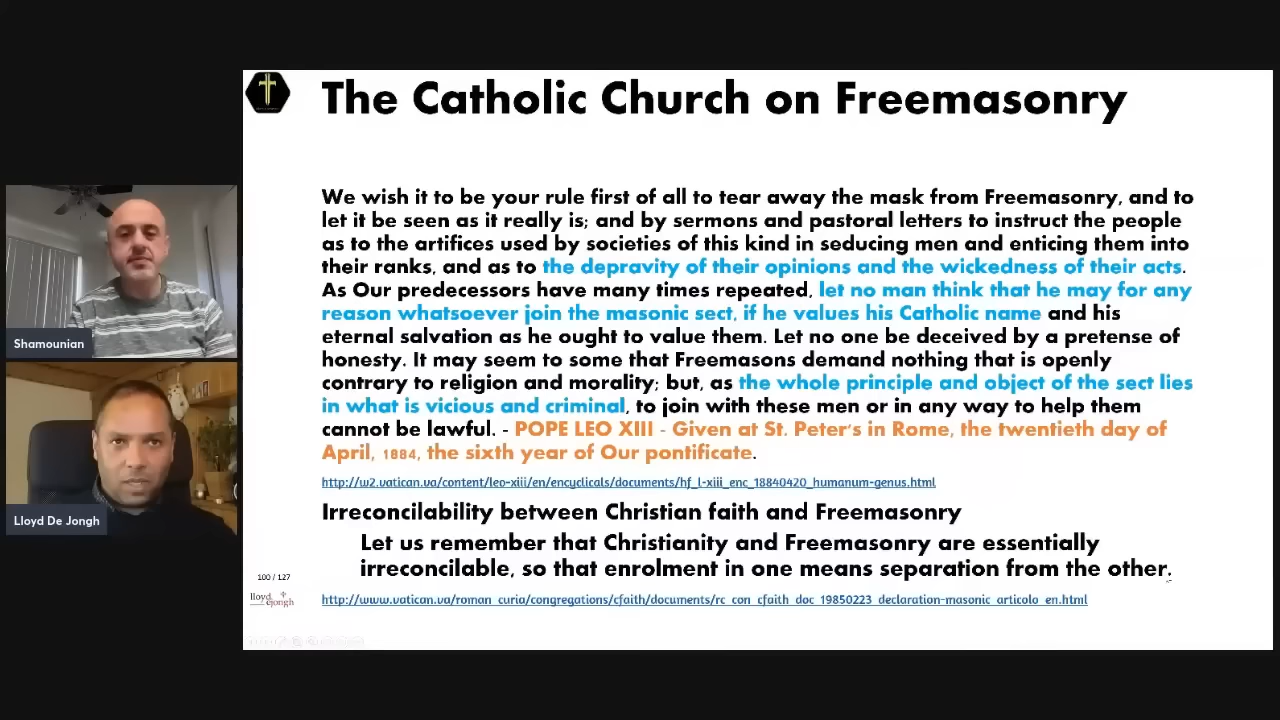 The Catholic Church on Freemasonry
We wish it to be your rule first of all to tear away the mask from Freemasonry, and to
let it be seen as it really is; and by sermons and pastoral letters to instruct the people
as to the artifices used by societies of this kind in seducing men and enticing them into
their ranks, and as to the depravity of their opinions and the wickedness of their acts.
As Our predecessors have many times repeated, let no man think that he may for any
reason whatsoever join the masonic sect, if he values his Catholic name and his
eternal salvation as he ought to value them. Let no one be deceived by a pretense of
honesty. It may seem to some that Freemasons demand nothing that is openly
contrary to religion and morality; but, as the whole principle and object of the sect lies
in what is vicious and criminal, to join with these men or in any way to help them
cannot be lawful. - POPE LEO XIII - Given at St. Peter's in Rome, the twentieth day of
April, 1884, the sixth year of Our pontificate.
http://w2.vatican.va/content/leo-xiii/en/encyclicals/documents/hf_l-xiii_enc_18840420_humanum-genus.html
Irreconcilability between Christian faith and Freemasonry
Let us remember that Christianity and Freemasonry are essentially
irreconcilable, so that enrolment in one means separation from the other.
http://www.vatican.va/roman_curia/congregations/cfaith/documents/rc_con_cfaith_doc_19850223_declaration-masonic_articolo_en.html
100 / 127
lloyd
dejongh
Shamounian
Lloyd De Jongh